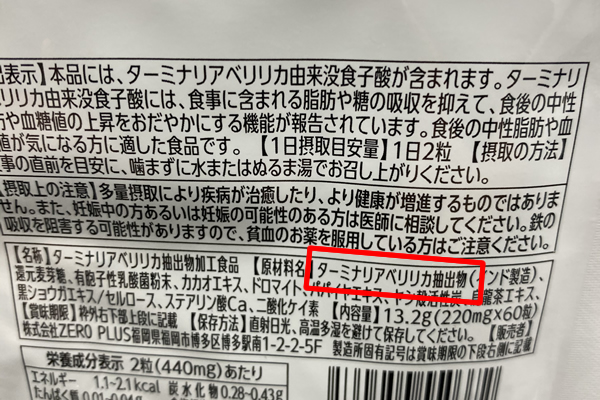 出表示】本品には、ターミナリアベリリカ由来没食子酸が含まれます。ターミナリ
リリカ由来没食子酸には、食事に含まれる脂肪や糖の吸収を抑えて、食後の中性
や血糖値の上昇をおだやかにする機能が報告されています。食後の中性脂肪や血
値が気になる方に適した食品です。【1日摂取目安量】1日2粒 【摂取の方法】
事の直前を目安に、噛まずに水またはぬるま湯でお召し上がりください。
【摂取上の注意】多量摂取により疾病が治癒したり、より健康が増進するものではありま
せん。また、妊娠中の方あるいは妊娠の可能性のある方は医師に相談してください。鉄の
吸収を阻害する可能性がありますので、貧血のお薬を服用している方はご注意ください。
【名称】ターミナリアベリリカ抽出物加工食品 【原材料名】ターミナリアベリリカ抽出物(インド製造)、
還元麦芽糖、有胞子性乳酸菌粉末、カカオエキス、ドロマイト、パパイヤエキス、ヤシ殻活性炭、烏龍茶エキス、
黒ショウガエキス/セルロース、ステアリン酸Ca、二酸化ケイ素 【内容量】13.2g(220mg×60粒)
【賞味期限】枠外右下部に記載 【保存方法】直射日光、高温多湿を避けて保存してください。 【販売者】
株式会社ZERO PLUS福岡県福岡市博多区博多駅南1-2-2-5F 製造所固有記号は賞味期限の下段右側に記載
栄養成分表示 2粒(440mg)あたり
エネルギー 1.1~2.1kcal 炭水化物 0.28~0.43g
たんぱく質